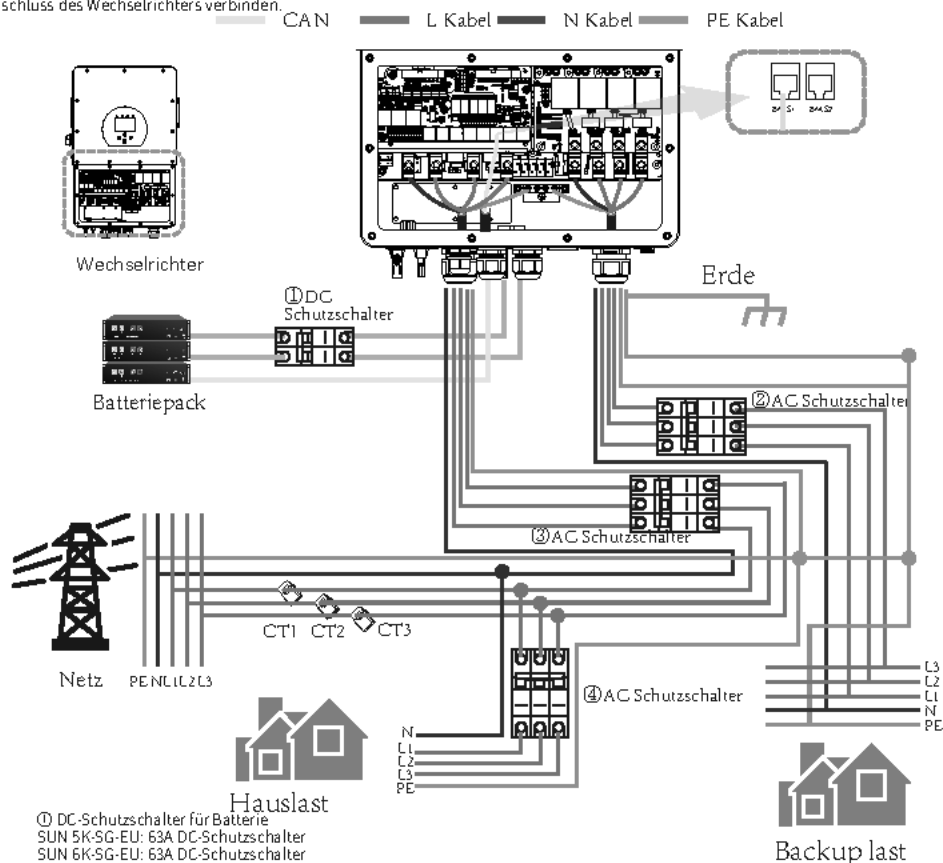 schluss des Wechselrichters verbinden.
CAN L Kabel N Kabel PE Kabel
BMS1 BMS2
Wechselrichter
Erde
①DC
Schutzschalter
Batteriepack
②AC Schutzschalter
③AC Schutzschalter
CT1 CT2 CT3
Netz
PE N L1 L2 L3
④AC Schutzschalter
L3
L2
L1
N
PE
N
L1
L2
L3
PE
Hauslast
Backup last
① DC-Schutzschalter für Batterie
SUN 5K-SG-EU: 63A DC-Schutzschalter
SUN 6K-SG-EU: 63A DC-Schutzschalter